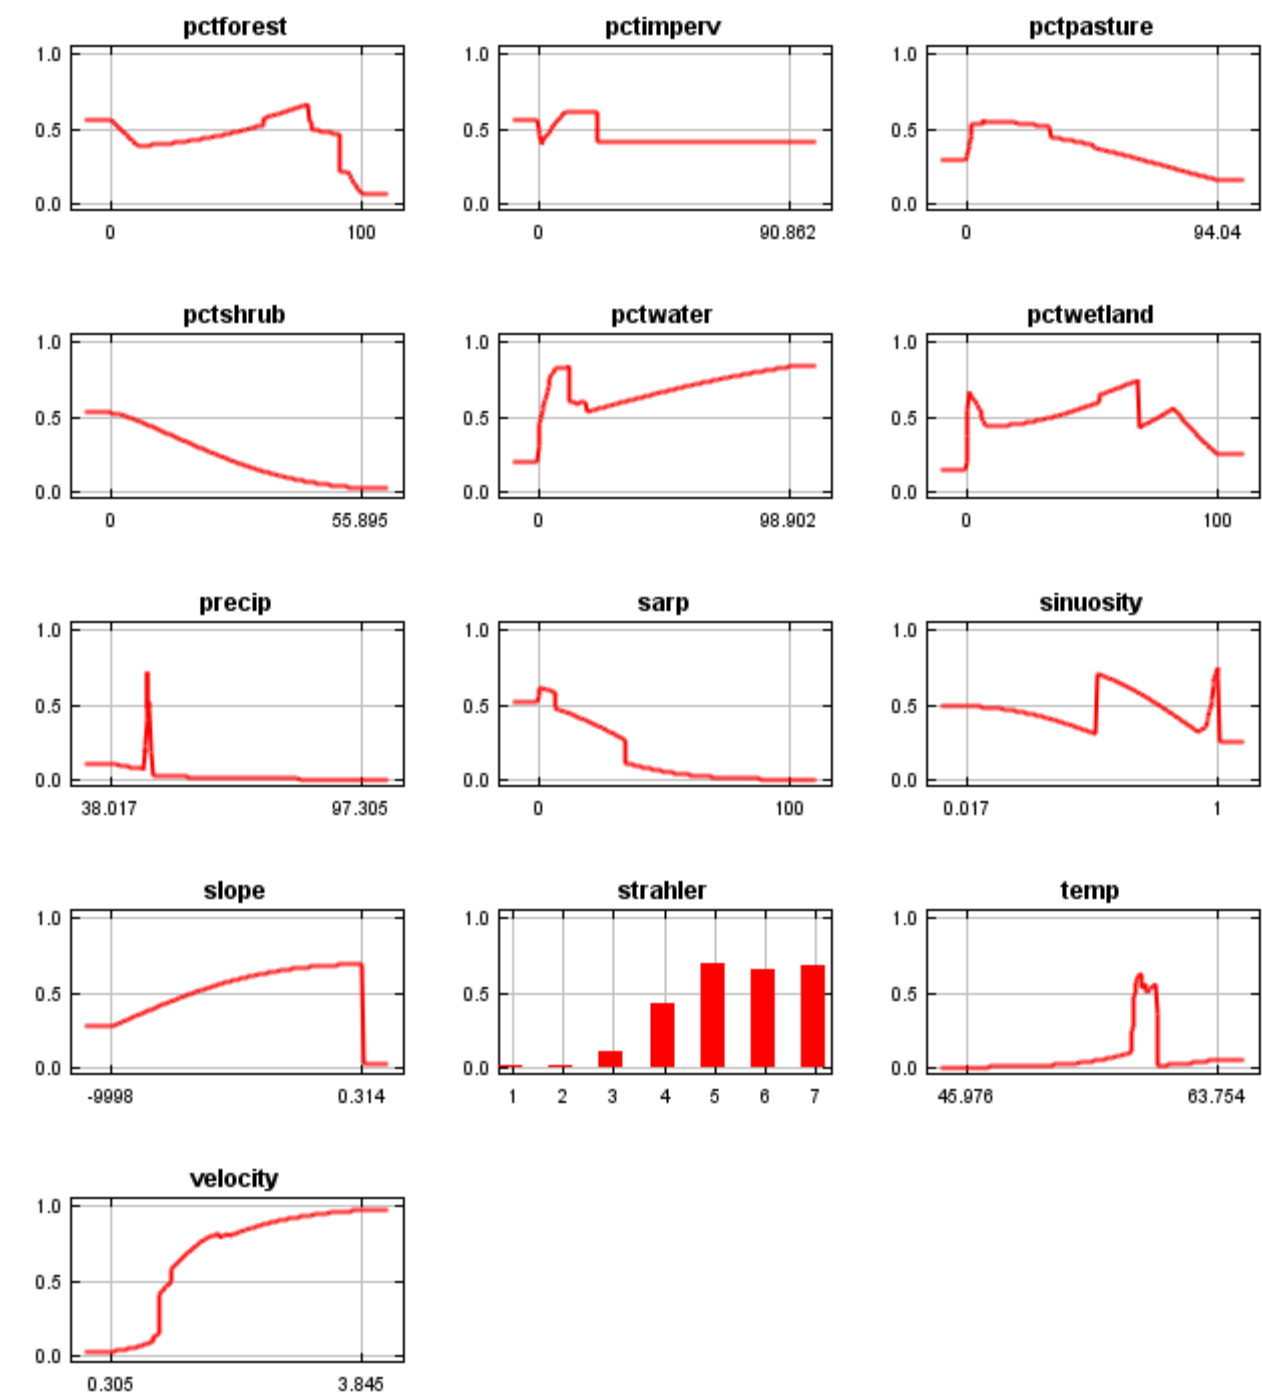 pctforest pctimperv pctpasture
1.0 1.0 1.0
0.5 0.5 0.5
0.0 0.0 0.0
0 100 0 90.862 0 94.04
pctshrub pctwater pctwetland
1.0 1.0 1.0
0.5 0.5 0.5
0.0 0.0 0.0
0 55.895 0 98.902 0 100
precip sarp sinuosity
1.0 1.0 1.0
0.5 0.5 0.5
0.0 0.0 0.0
38.017 97.305 0 100 0.017 1
slope strahler temp
1.0 1.0 1.0
0.5 0.5 0.5
0.0 0.0 0.0
-9998 0.314 1 2 3 4 5 6 7 45.976 63.754
velocity
1.0
0.5
0.0
0.305 3.845